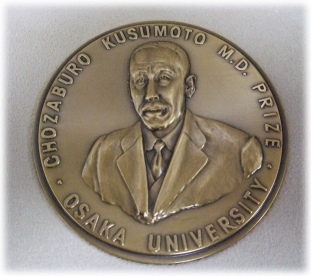 CHOZABURO KUSUMOTO M.D. PRIZE
OSAKA UNIVERSITY